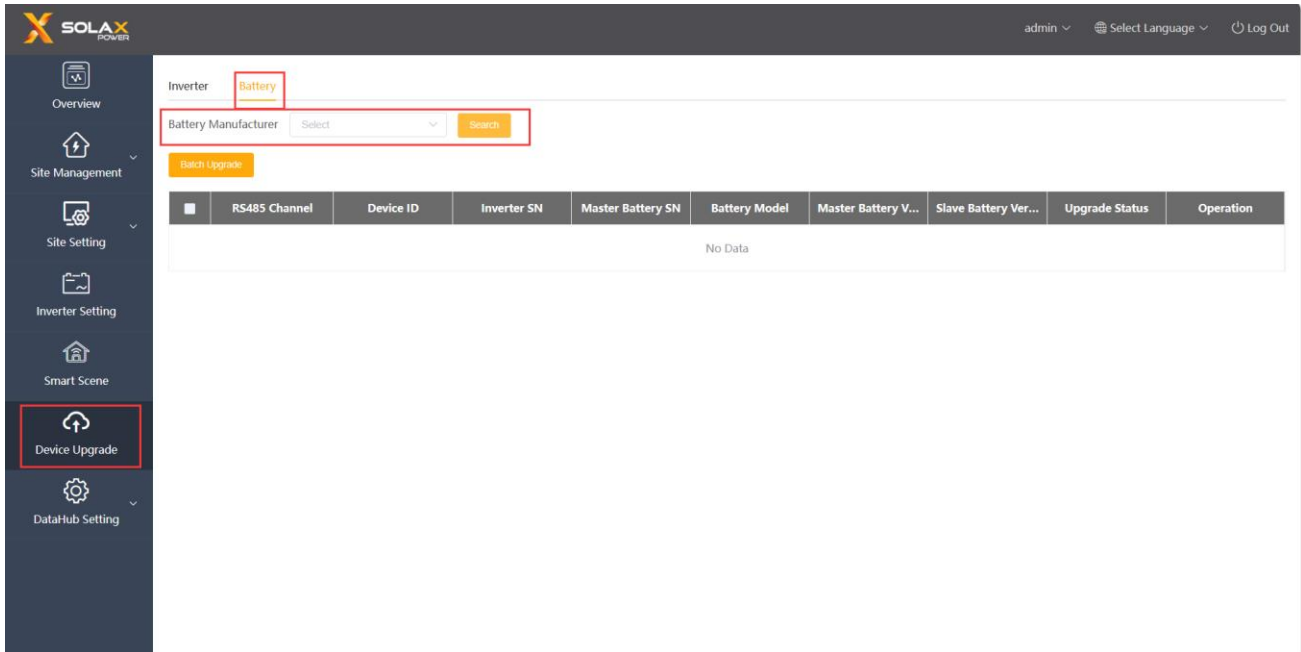 SOLAX
POWER
admin
Select Language
Log Out
Overview
Site Management
Site Setting
Inverter Setting
Smart Scene
Device Upgrade
DataHub Setting
Inverter Battery
Battery Manufacturer Select Search
Batch Upgrade
RS485 Channel Device ID Inverter SN Master Battery SN Battery Model Master Battery V... Slave Battery Ver... Upgrade Status Operation
No Data